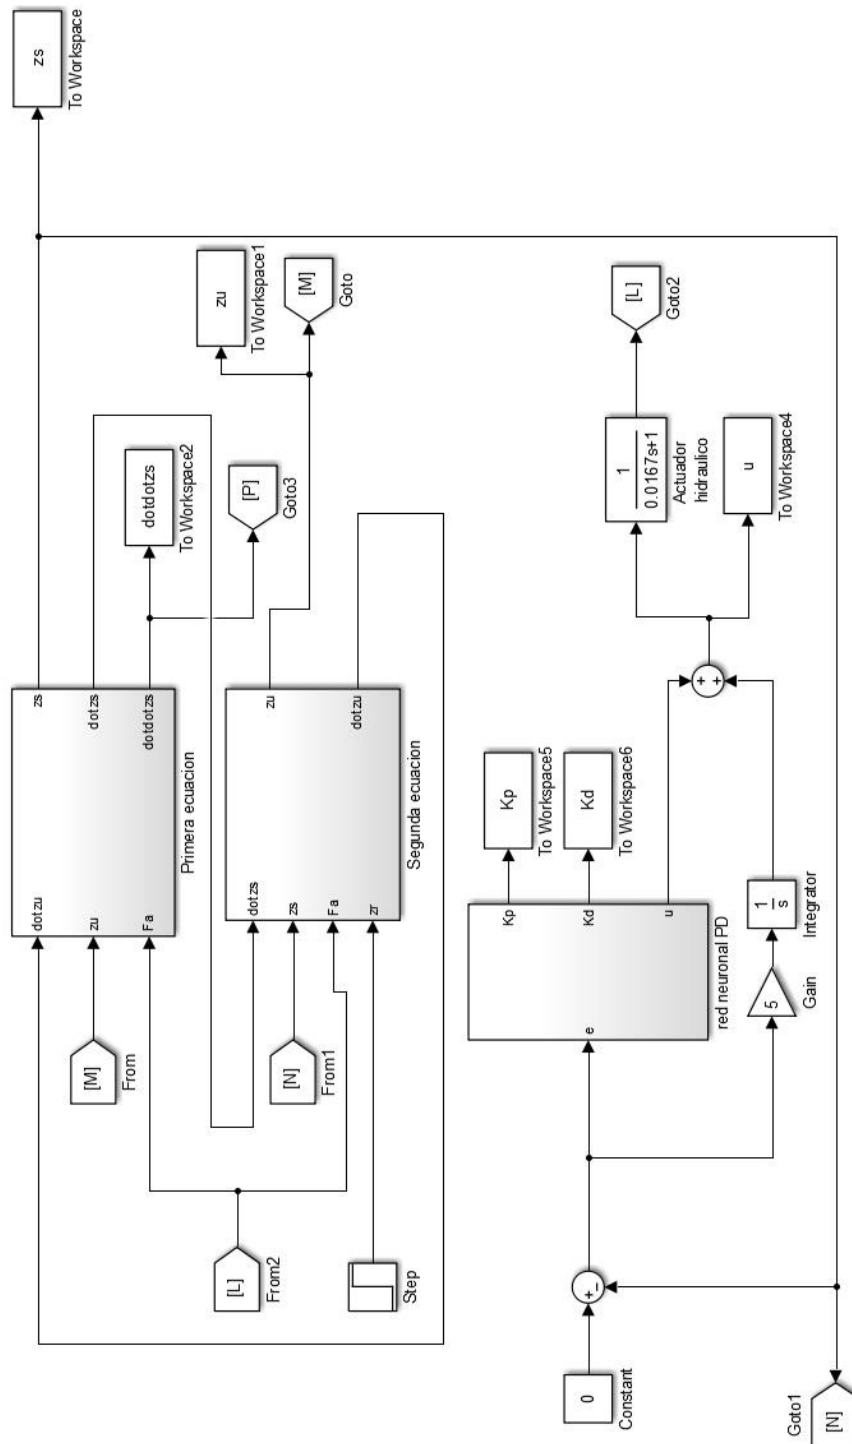 zs
To Workspace
dotzu
zu
Fa
zs
dotzs
dotdotzs
Primera ecuacion
[M]
From
dotdotzs
To Workspace2
[P]
Goto3
zu
To Workspace1
[M]
Goto
dotzs
zs
Fa
zr
zu
dotzu
Segunda ecuacion
[N]
From1
[L]
From2
Step
0
Constant
+
-
e
Kp
Kd
u
red neuronal PD
Kp
To Workspace5
Kd
To Workspace6
5
Gain
1
s
Integrator
+
+
1
0.0167s+1
Actuador
hidraulico
[L]
Goto2
u
To Workspace4
Goto1
[N]